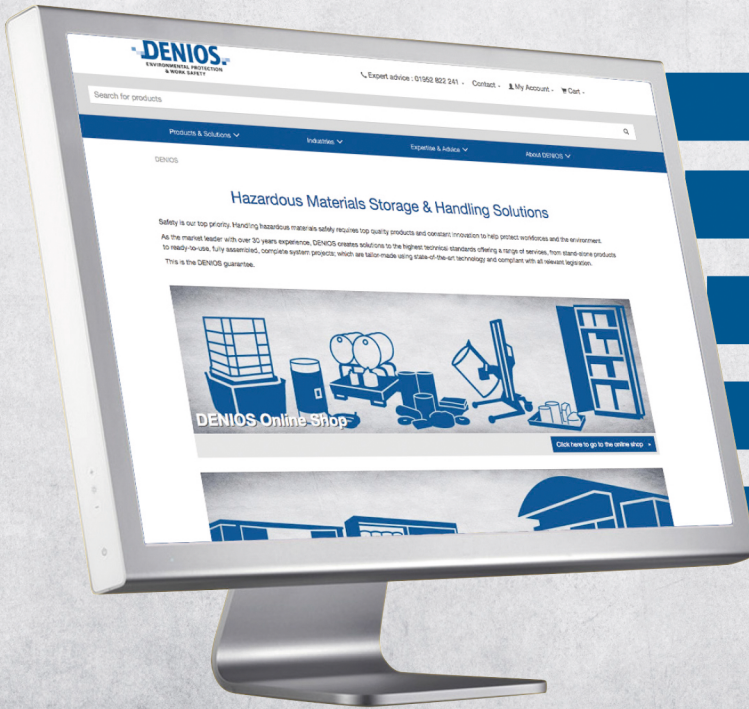 DENIOS.
ENVIRONMENTAL PROTECTION
& WORK SAFETY
Expert advice : 01952 822 241
Contact
My Account
Cart
Search for products
Products & Solutions
Industries
Expertise & Advice
About DENIOS
DENIOS
Hazardous Materials Storage & Handling Solutions
Safety is our top priority. Handling hazardous materials safely requires top quality products and constant innovation to help protect workforces and the environment.
As the market leader with over 30 years experience, DENIOS creates solutions to the highest technical standards offering a range of services, from stand-alone products
to ready-to-use, fully assembled, complete system projects; which are tailor-made using state-of-the-art technology and compliant with all relevant legislation.
This is the DENIOS guarantee.
DENIOS Online Shop
Click here to go to the online shop